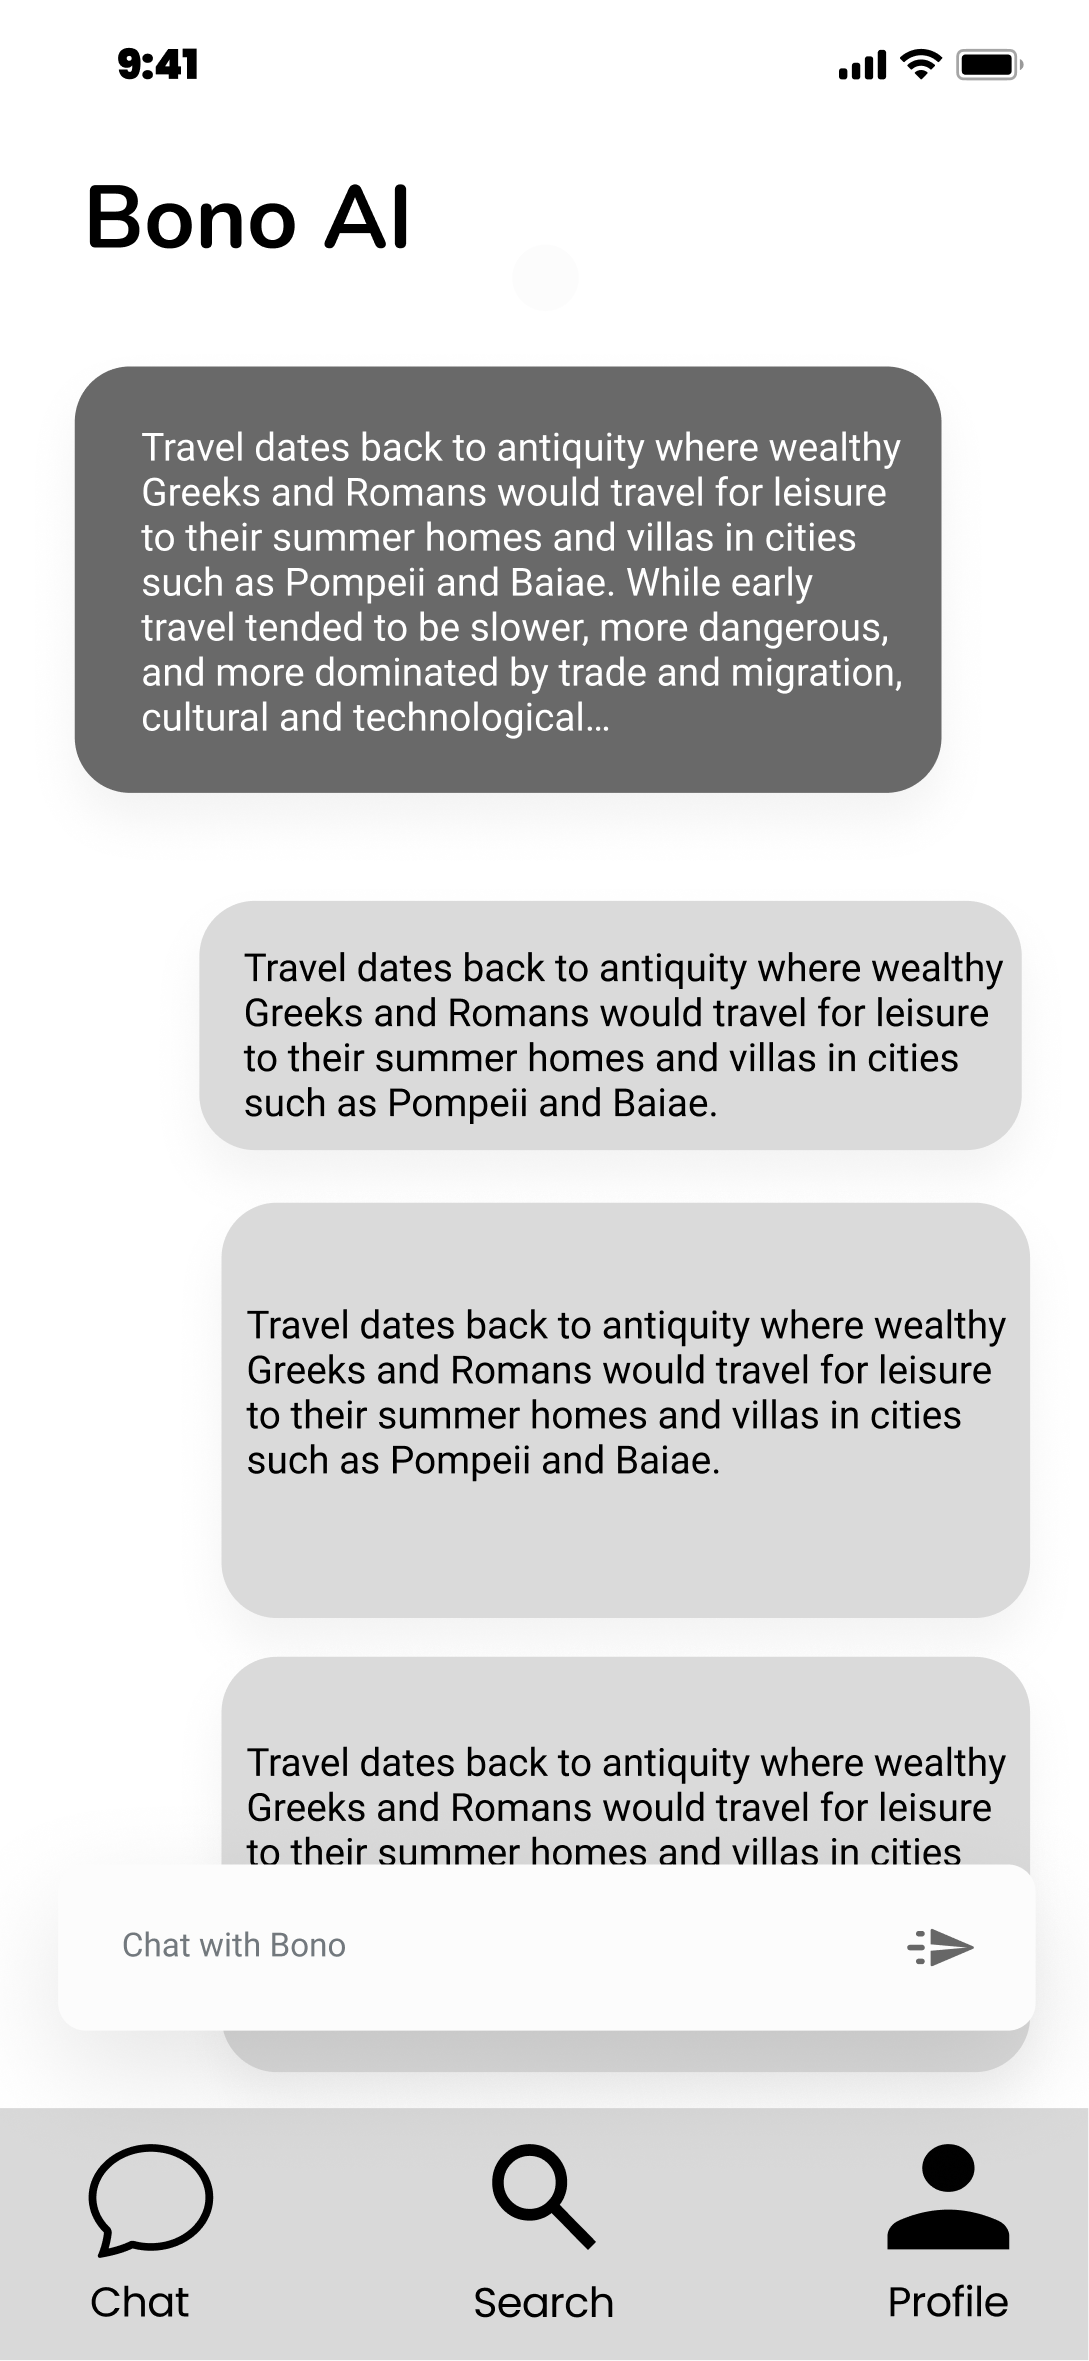 9:41
Bono AI
Travel dates back to antiquity where wealthy
Greeks and Romans would travel for leisure
to their summer homes and villas in cities
such as Pompeii and Baiae. While early
travel tended to be slower, more dangerous,
and more dominated by trade and migration,
cultural and technological...
Travel dates back to antiquity where wealthy
Greeks and Romans would travel for leisure
to their summer homes and villas in cities
such as Pompeii and Baiae.
Travel dates back to antiquity where wealthy
Greeks and Romans would travel for leisure
to their summer homes and villas in cities
such as Pompeii and Baiae.
Travel dates back to antiquity where wealthy
Greeks and Romans would travel for leisure
to their summer homes and villas in cities
Chat with Bono
Chat
Search
Profile